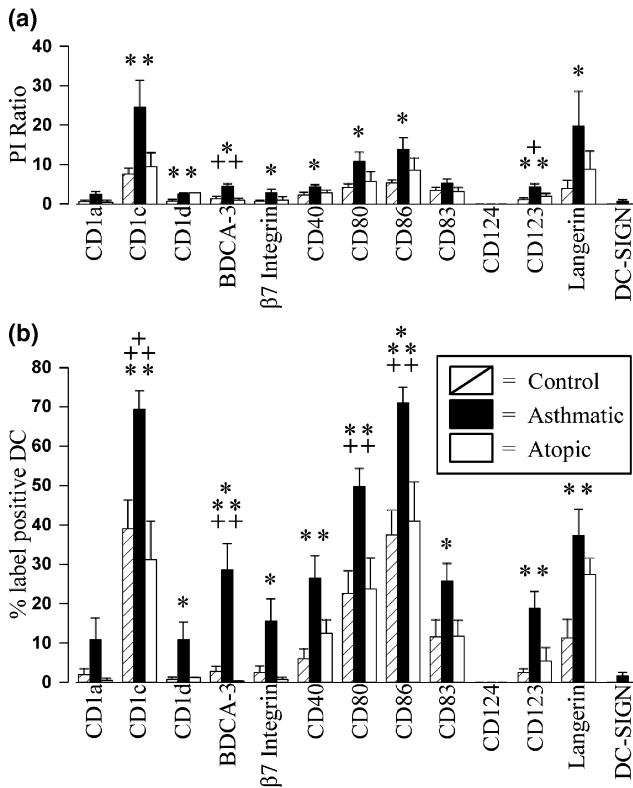 (a)
PI Ratio
40
30
20
10
0
* *
* *
*
+ +
*
*
*
*
+
* *
*
CD1a
CD1c
CD1d
BDCA-3
β7 Integrin
CD40
CD80
CD86
CD83
CD124
CD123
Langerin
DC-SIGN
(b)
% label positive DC
80
70
60
50
40
30
20
10
0
+
+ +
* *
*
*
* *
+ +
*
* *
* *
+ +
*
* *
+ +
*
* *
* *
= Control
= Asthmatic
= Atopic
CD1a
CD1c
CD1d
BDCA-3
β7 Integrin
CD40
CD80
CD86
CD83
CD124
CD123
Langerin
DC-SIGN